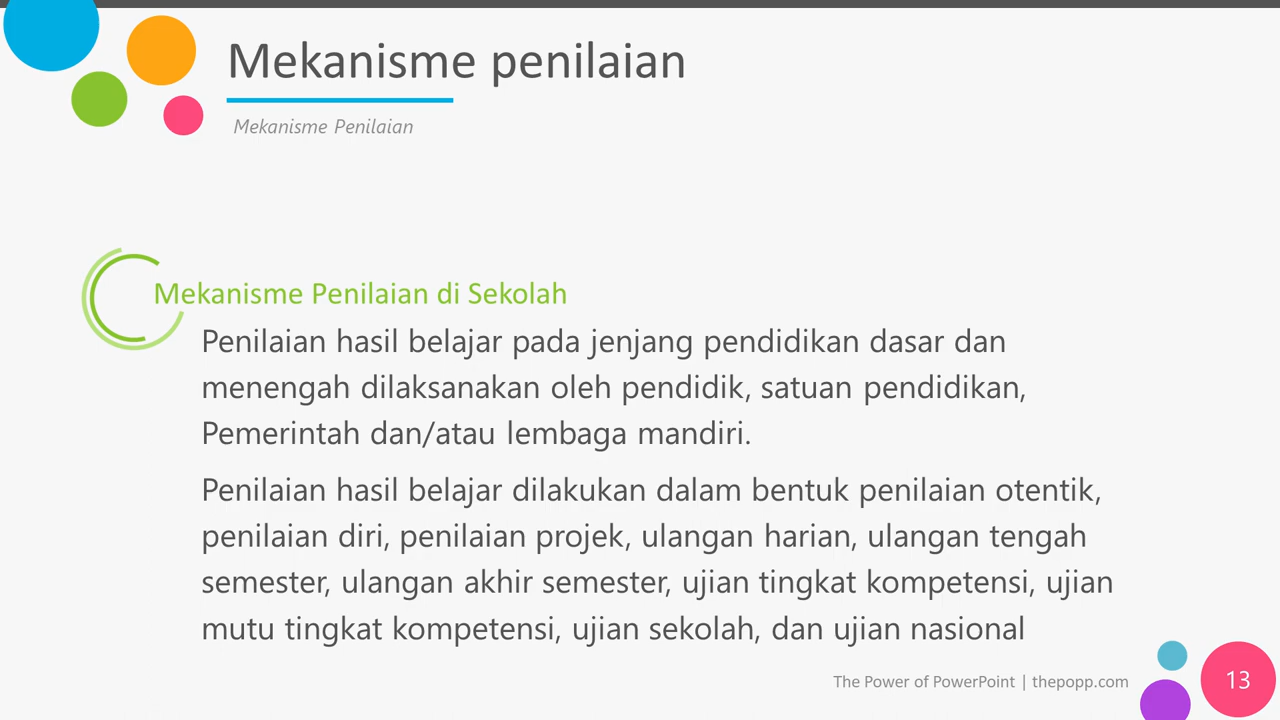 Mekanisme penilaian
Mekanisme Penilaian
Mekanisme Penilaian di Sekolah
Penilaian hasil belajar pada jenjang pendidikan dasar dan
menengah dilaksanakan oleh pendidik, satuan pendidikan,
Pemerintah dan/atau lembaga mandiri.
Penilaian hasil belajar dilakukan dalam bentuk penilaian otentik,
penilaian diri, penilaian projek, ulangan harian, ulangan tengah
semester, ulangan akhir semester, ujian tingkat kompetensi, ujian
mutu tingkat kompetensi, ujian sekolah, dan ujian nasional
The Power of PowerPoint | thepopp.com
13